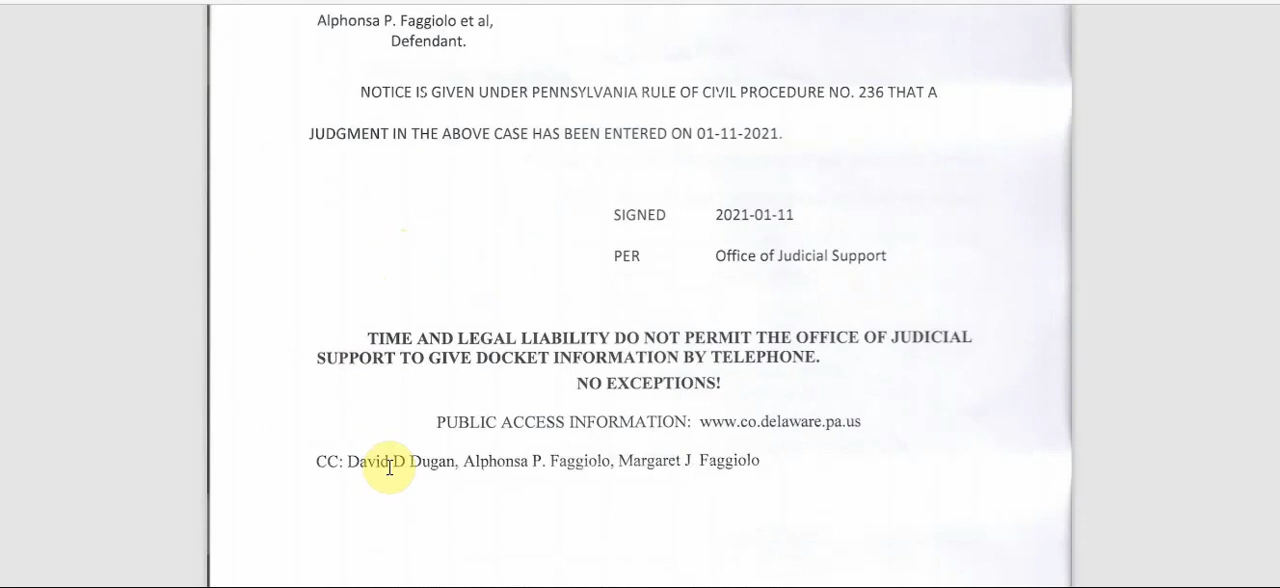 Alphonsa P. Faggiolo et al,
Defendant.
NOTICE IS GIVEN UNDER PENNSYLVANIA RULE OF CIVIL PROCEDURE NO. 236 THAT A
JUDGMENT IN THE ABOVE CASE HAS BEEN ENTERED ON 01-11-2021.
SIGNED 2021-01-11
PER Office of Judicial Support
TIME AND LEGAL LIABILITY DO NOT PERMIT THE OFFICE OF JUDICIAL
SUPPORT TO GIVE DOCKET INFORMATION BY TELEPHONE.
NO EXCEPTIONS!
PUBLIC ACCESS INFORMATION: www.co.delaware.pa.us
CC: David D Dugan, Alphonsa P. Faggiolo, Margaret J Faggiolo